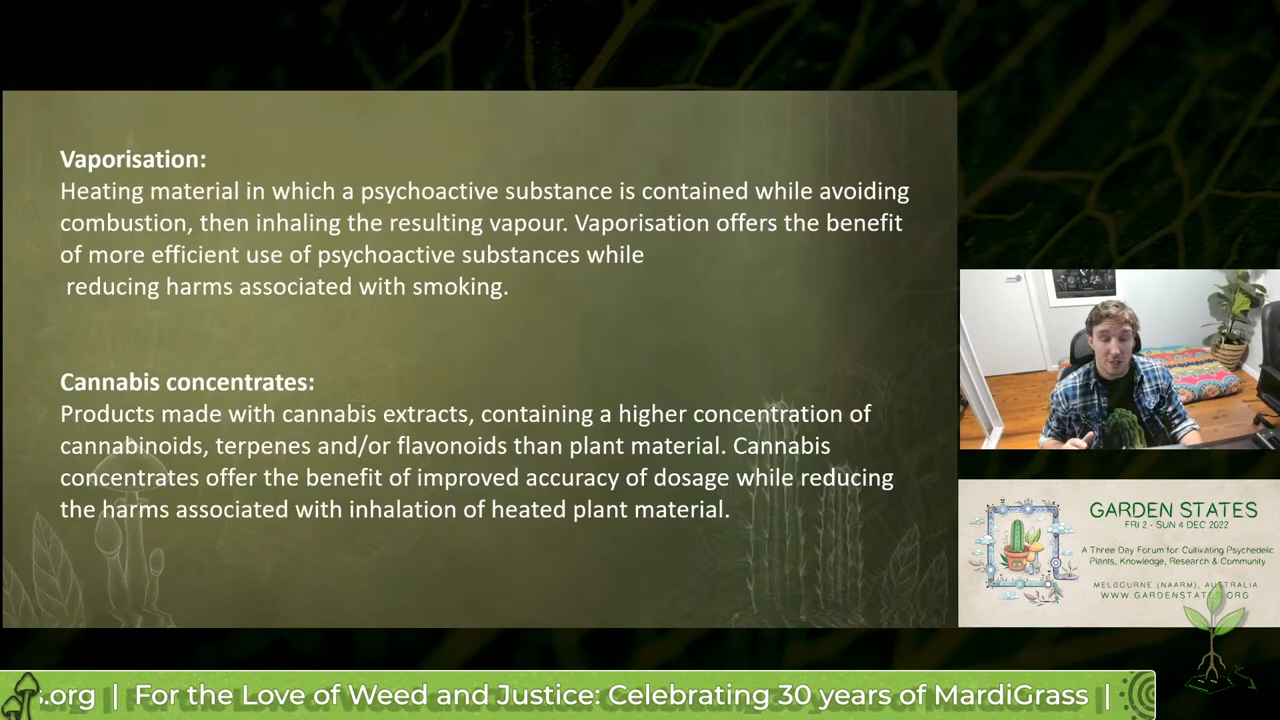 Vaporisation:
Heating material in which a psychoactive substance is contained while avoiding
combustion, then inhaling the resulting vapour. Vaporisation offers the benefit
of more efficient use of psychoactive substances while
reducing harms associated with smoking.
Cannabis concentrates:
Products made with cannabis extracts, containing a higher concentration of
cannabinoids, terpenes and/or flavonoids than plant material. Cannabis
concentrates offer the benefit of improved accuracy of dosage while reducing
the harms associated with inhalation of heated plant material.
GARDEN STATES
FRI 2 - SUN 4 DEC 2022
A Three Day Forum for Cultivating Psychedelic
Plants, Knowledge, Research & Community
MELBOURNE (NAARM), AUSTRALIA
WWW.GARDENSTATES.ORG
s.org | For the Love of Weed and Justice: Celebrating 30 years of MardiGrass |